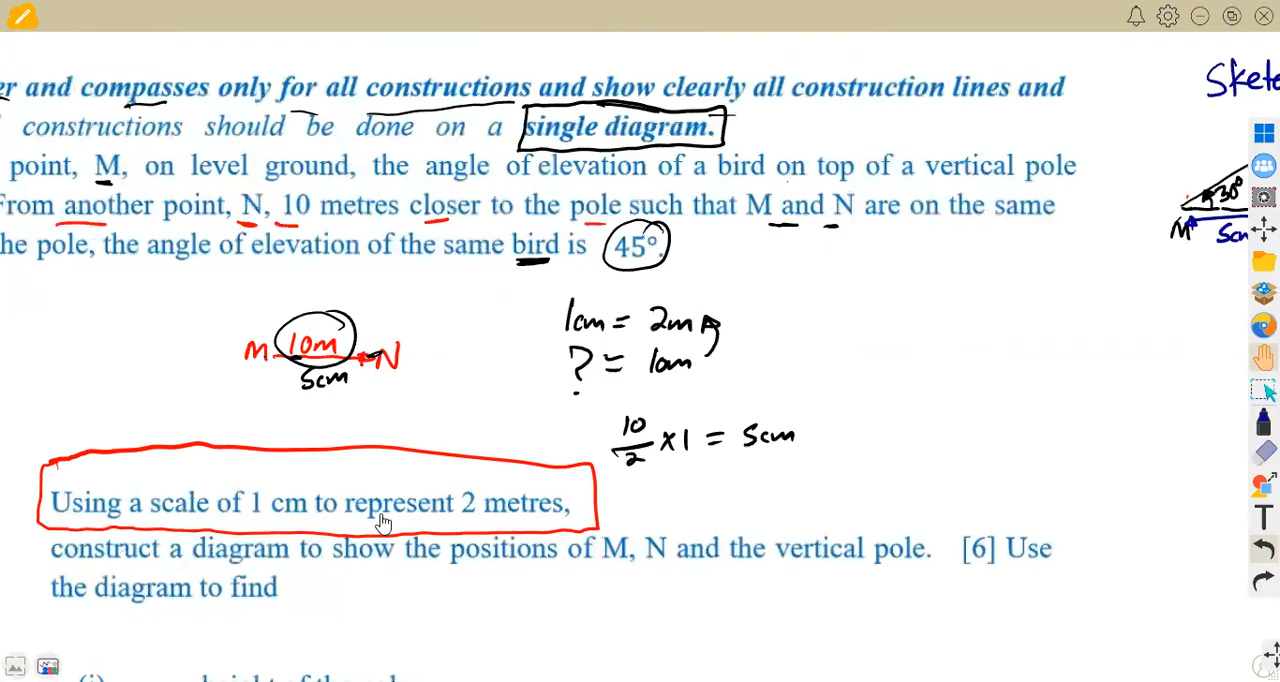 er and compasses only for all constructions and show clearly all construction lines and
constructions should be done on a single diagram.
point, M, on level ground, the angle of elevation of a bird on top of a vertical pole
From another point, N, 10 metres closer to the pole such that M and N are on the same
he pole, the angle of elevation of the same bird is 45°.
Sketc
30°
M 5cm
M 10m N
5cm
1cm = 2m
? = 10m
10/2 × 1 = 5cm
Using a scale of 1 cm to represent 2 metres,
construct a diagram to show the positions of M, N and the vertical pole. [6] Use
the diagram to find